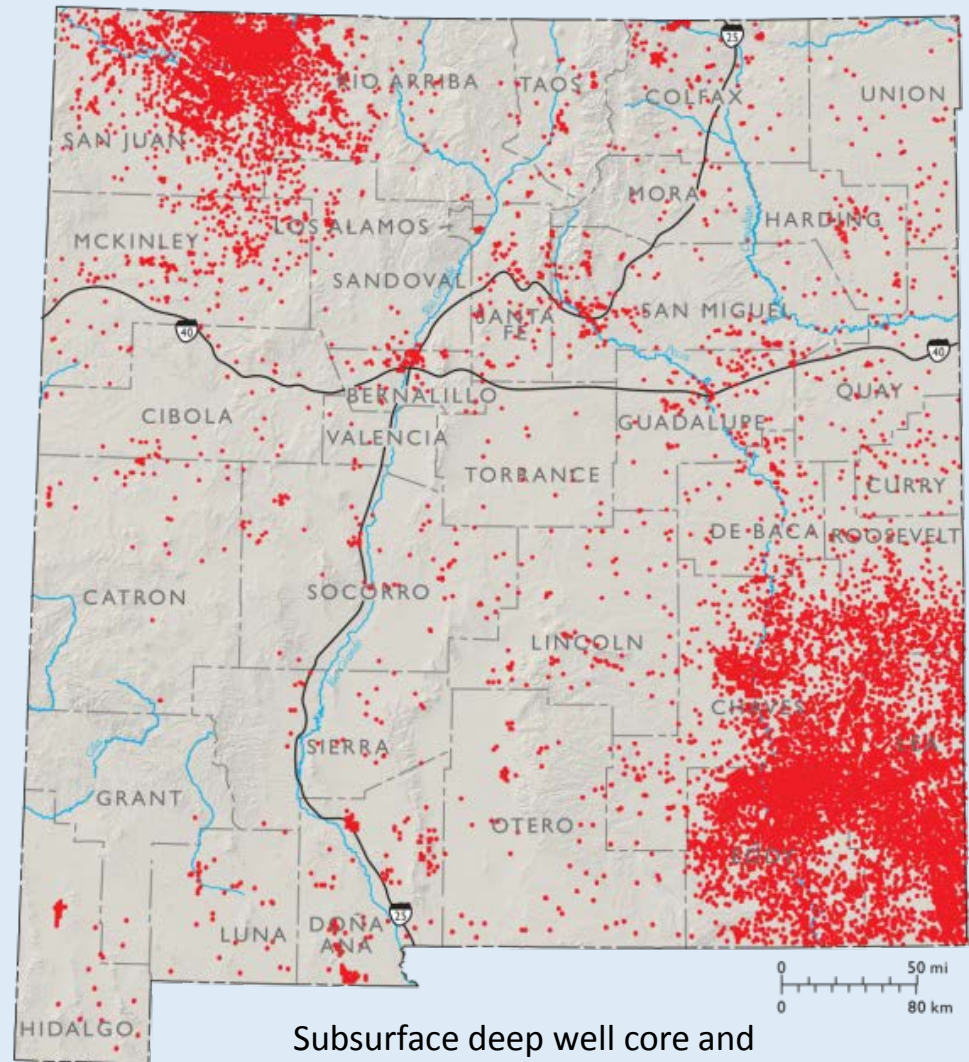 25
RIO ARRIBA
TAOS
COLFAX
UNION
SAN JUAN
MORA
HARDING
MCKINLEY
LOS ALAMOS
SANDOVAL
SANTA
FE
SAN MIGUEL
40
40
BERNALILLO
QUAY
CIBOLA
GUADALUPE
VALENCIA
TORRANCE
CURRY
DE BACA
ROOSEVELT
CATRON
SOCORRO
LINCOLN
CHAVES
LEA
SIERRA
GRANT
OTERO
EDDY
25
LUNA
DOÑA
ANA
0 50 mi
0 80 km
HIDALGO
Subsurface deep well core and